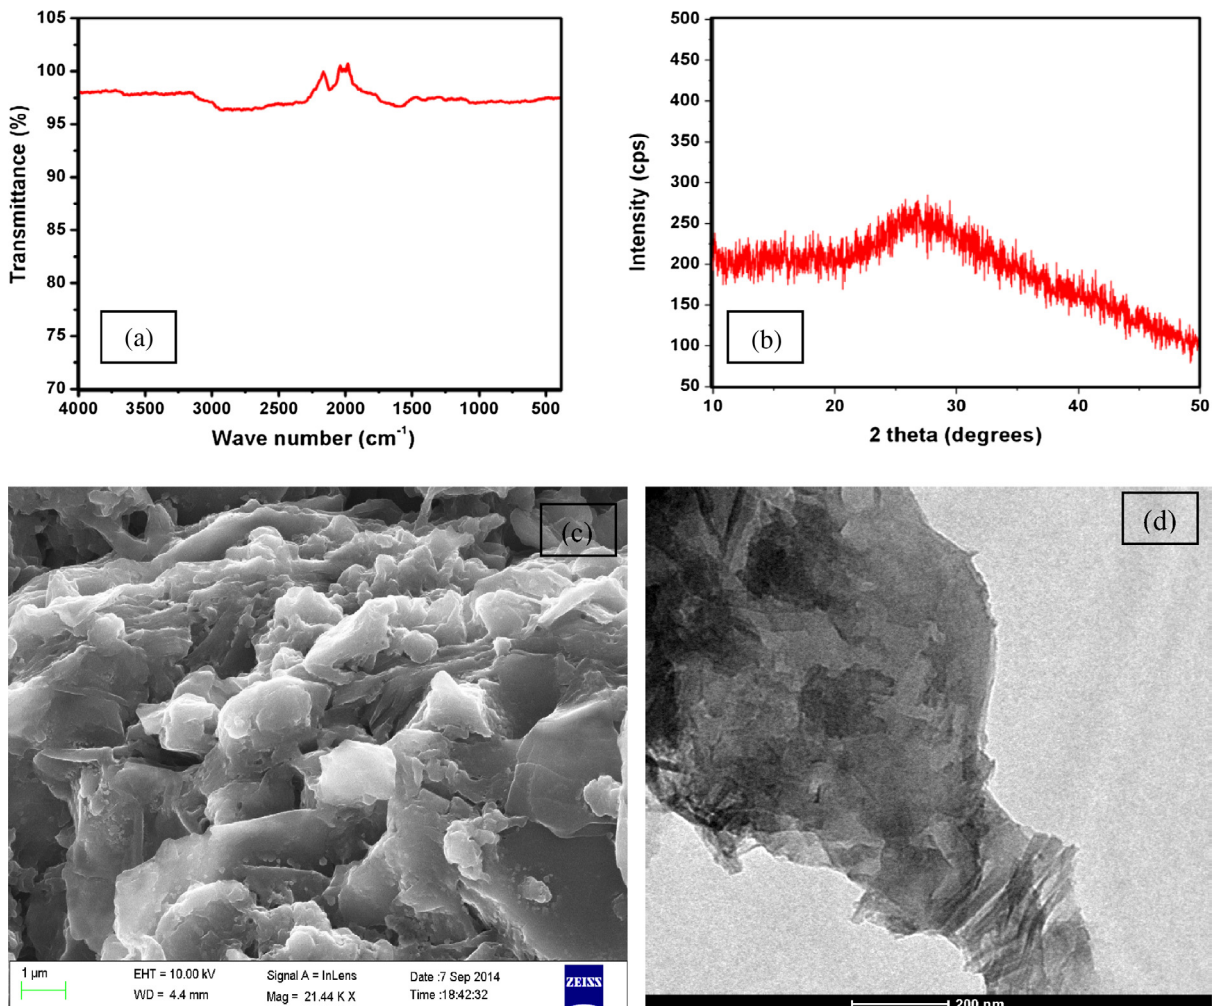 105
100
95
90
85
80
75
70
Transmittance (%)
(a)
4000 3500 3000 2500 2000 1500 1000 500
Wave number (cm⁻¹)
500
450
400
350
300
250
200
150
100
50
Intensity (cps)
(b)
10 20 30 40 50
2 theta (degrees)
(c)
(d)
1 µm
EHT = 10.00 kV
WD = 4.4 mm
Signal A = InLens
Mag = 21.44 K X
Date :7 Sep 2014
Time :18:42:32
ZEISS
200 nm